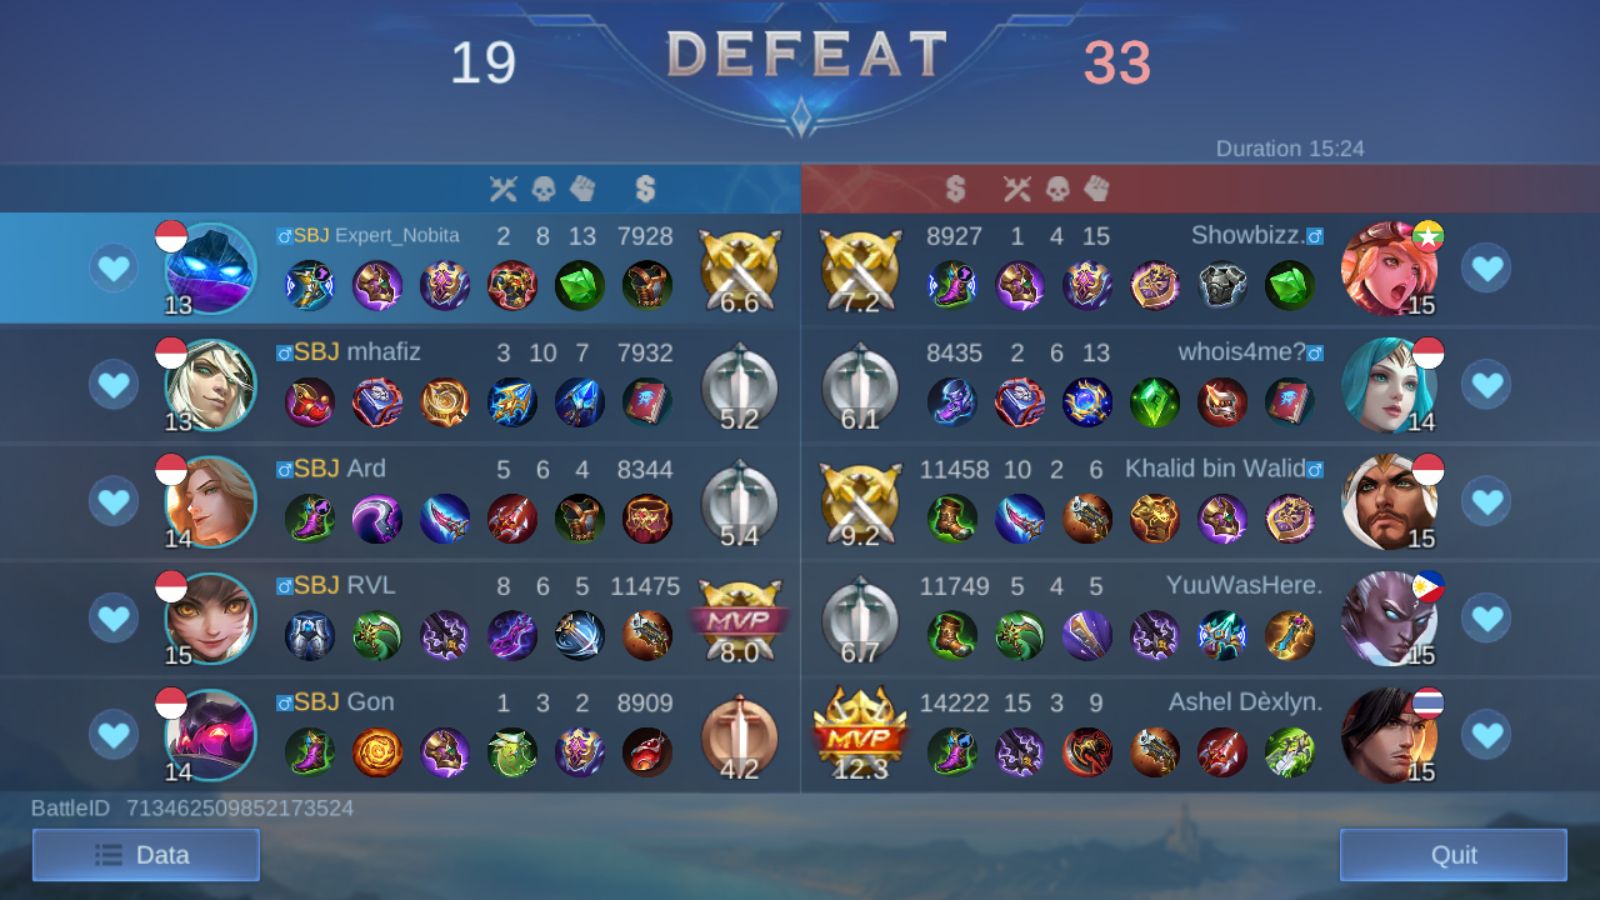 19 DEFEAT 33
Duration 15:24
SBJ Expert_Nobita 2 8 13 7928 6.6
13
7.2 8927 1 4 15 Showbizz.
15
SBJ mhafiz 3 10 7 7932 5.2
13
6.1 8435 2 6 13 whois4me?
14
SBJ Ard 5 6 4 8344 5.4
14
9.2 11458 10 2 6 Khalid bin Walid
15
SBJ RVL 8 6 5 11475 MVP 8.0
15
6.7 11749 5 4 5 YuuWasHere.
15
SBJ Gon 1 3 2 8909 4.2
14
MVP 12.3 14222 15 3 9 Ashel Dèxlyn.
15
BattleID 713462509852173524
Data
Quit